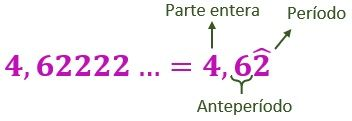 Parte entera
Período
4,62222 ... = 4,62̂
Anteperíodo